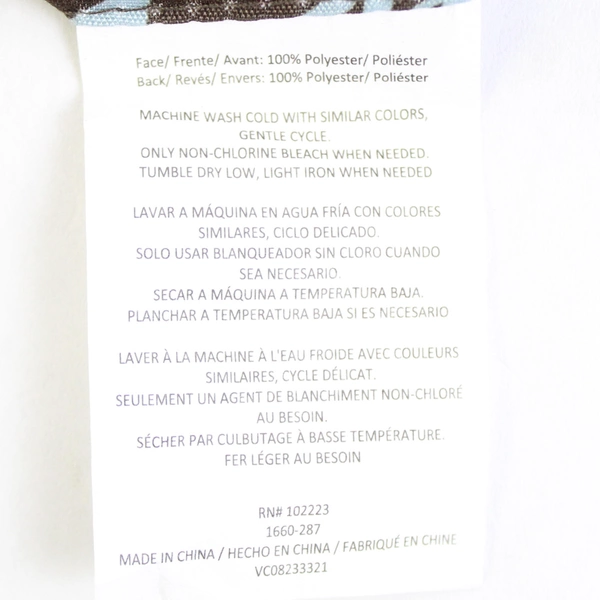 Face/ Frente/ Avant: 100% Polyester/ Poliéster
Back/ Revés/ Envers: 100% Polyester/ Poliéster
MACHINE WASH COLD WITH SIMILAR COLORS,
GENTLE CYCLE.
ONLY NON-CHLORINE BLEACH WHEN NEEDED.
TUMBLE DRY LOW, LIGHT IRON WHEN NEEDED
LAVAR A MÁQUINA EN AGUA FRÍA CON COLORES
SIMILARES, CICLO DELICADO.
SOLO USAR BLANQUEADOR SIN CLORO CUANDO
SEA NECESARIO.
SECAR A MÁQUINA A TEMPERATURA BAJA.
PLANCHAR A TEMPERATURA BAJA SI ES NECESARIO
LAVER À LA MACHINE À L'EAU FROIDE AVEC COULEURS
SIMILAIRES, CYCLE DÉLICAT.
SEULEMENT UN AGENT DE BLANCHIMENT NON-CHLORÉ
AU BESOIN.
SÉCHER PAR CULBUTAGE À BASSE TEMPÉRATURE.
FER LÉGER AU BESOIN
RN# 102223
1660-287
MADE IN CHINA / HECHO EN CHINA / FABRIQUÉ EN CHINE
VC08233321